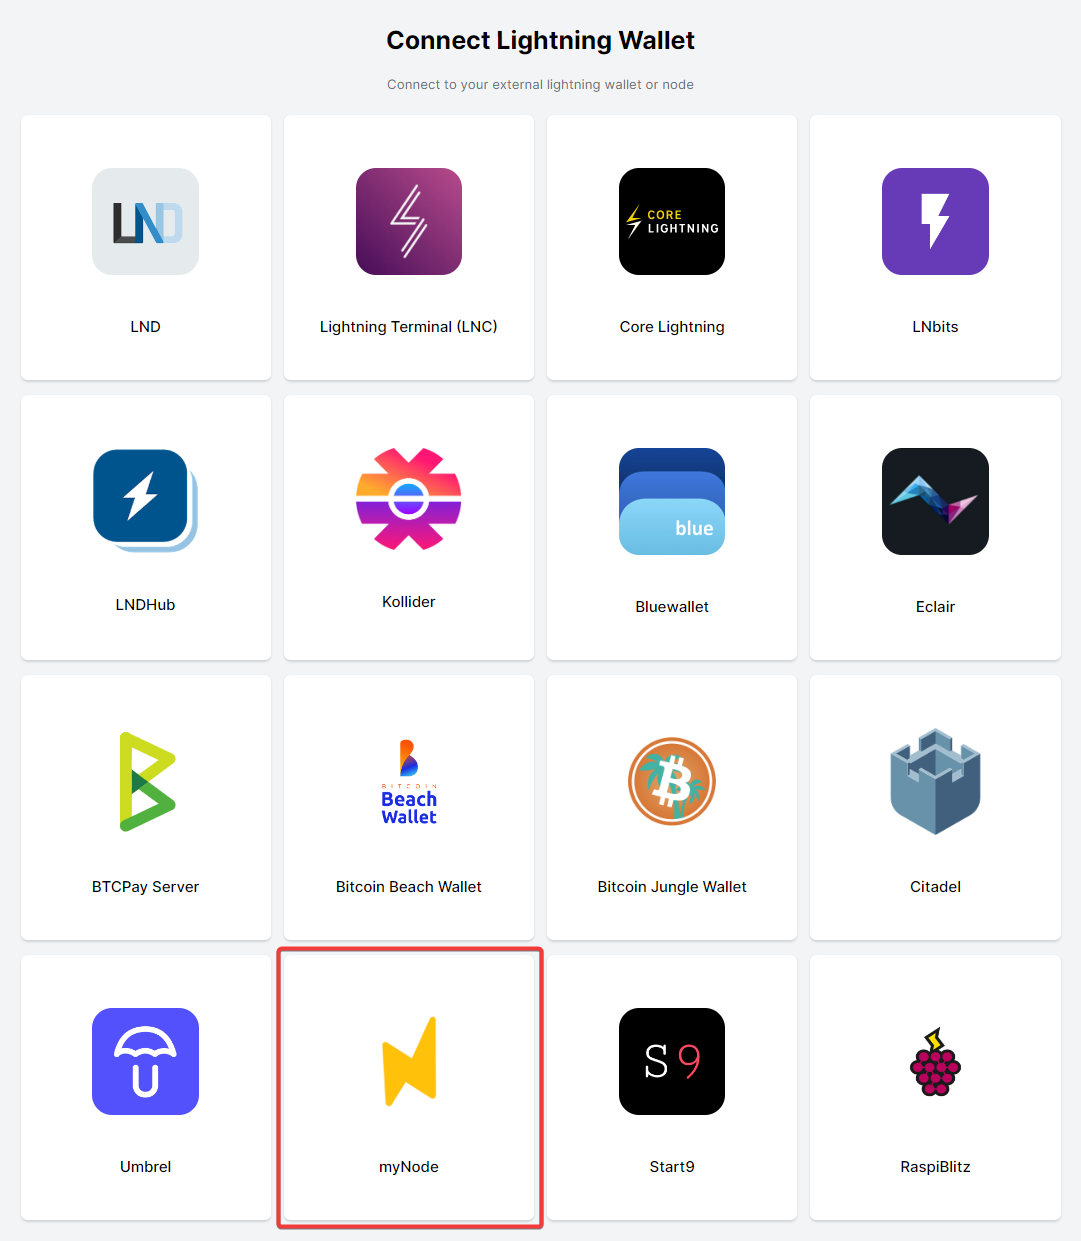 Connect Lightning Wallet
Connect to your external lightning wallet or node
LND
CORE
LIGHTNING
LND
Lightning Terminal (LNC)
Core Lightning
LNbits
blue
LNDHub
Kollider
Bluewallet
Eclair
BITCOIN
Beach
Wallet
BTCPay Server
Bitcoin Beach Wallet
Bitcoin Jungle Wallet
Citadel
S9
Umbrel
myNode
Start9
RaspiBlitz